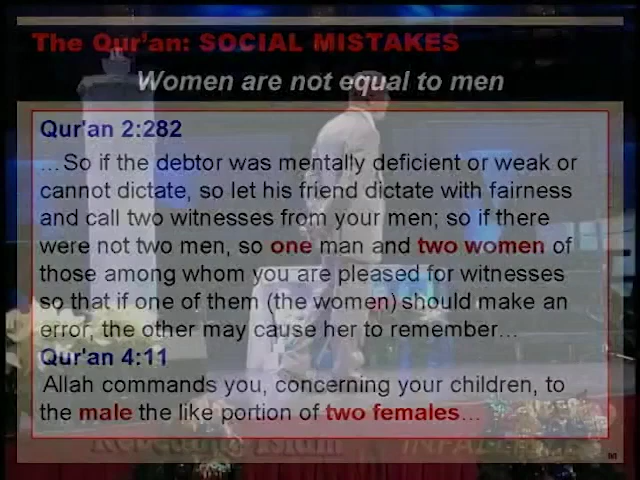 The Qur'an: SOCIAL MISTAKES
Women are not equal to men
Qur'an 2:282
…So if the debtor was mentally deficient or weak or
cannot dictate, so let his friend dictate with fairness
and call two witnesses from your men; so if there
were not two men, so one man and two women of
those among whom you are pleased for witnesses
so that if one of them (the women) should make an
error, the other may cause her to remember…
Qur'an 4:11
Allah commands you, concerning your children, to
the male the like portion of two females…